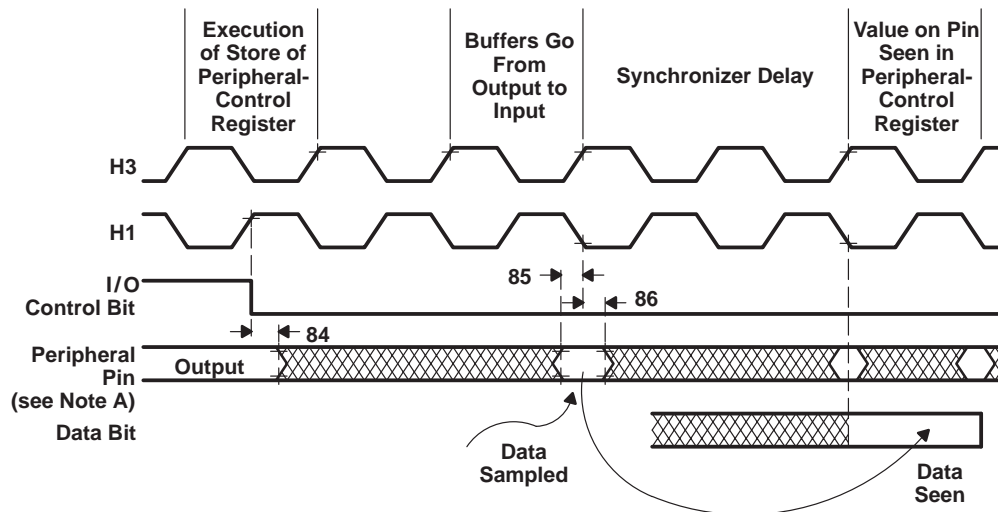 Execution
of Store of
Peripheral-
Control
Register
Buffers Go
From
Output to
Input
Synchronizer Delay
Value on Pin
Seen in
Peripheral-
Control
Register
H3
H1
I/O
Control Bit
85
86
84
Peripheral
Pin
(see Note A)
Output
Data Bit
Data
Sampled
Data
Seen